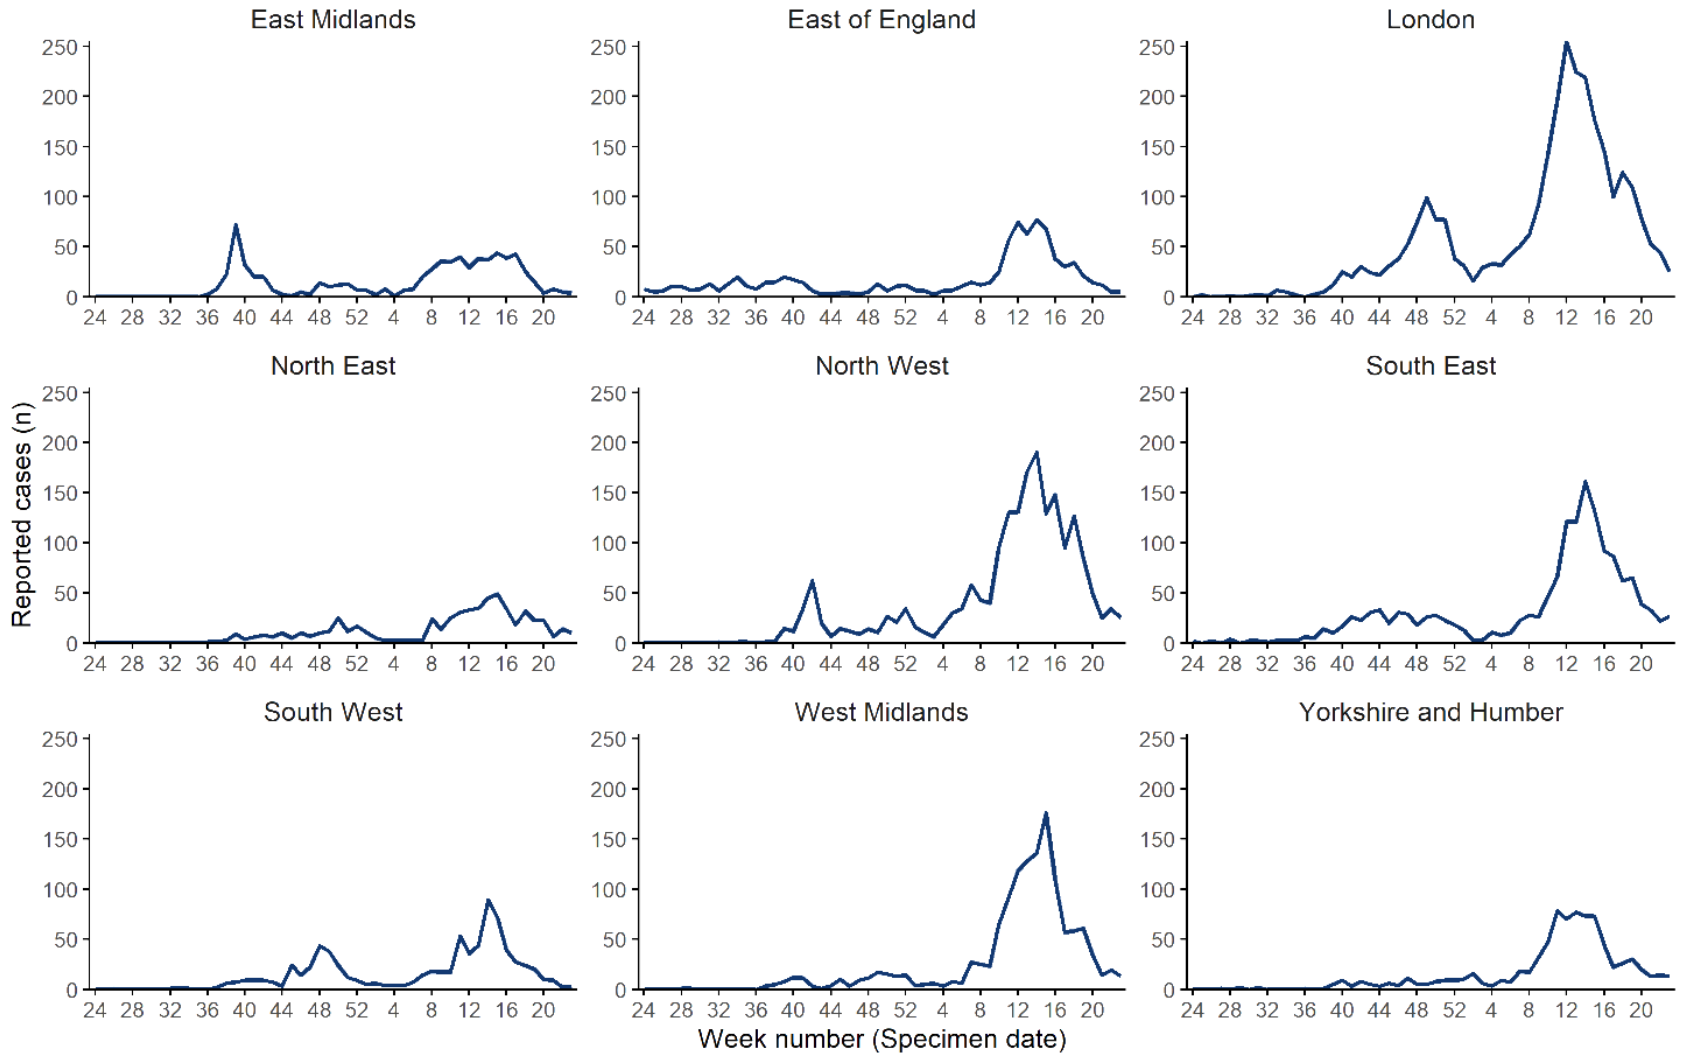 East Midlands East of England London
250 250 250
200 200 200
150 150 150
100 100 100
50 50 50
0 0 0
24 28 32 36 40 44 48 52 4 8 12 16 20 24 28 32 36 40 44 48 52 4 8 12 16 20 24 28 32 36 40 44 48 52 4 8 12 16 20
North East North West South East
Reported cases (n)
250 250 250
200 200 200
150 150 150
100 100 100
50 50 50
0 0 0
24 28 32 36 40 44 48 52 4 8 12 16 20 24 28 32 36 40 44 48 52 4 8 12 16 20 24 28 32 36 40 44 48 52 4 8 12 16 20
South West West Midlands Yorkshire and Humber
250 250 250
200 200 200
150 150 150
100 100 100
50 50 50
0 0 0
24 28 32 36 40 44 48 52 4 8 12 16 20 24 28 32 36 40 44 48 52 4 8 12 16 20 24 28 32 36 40 44 48 52 4 8 12 16 20
Week number (Specimen date)